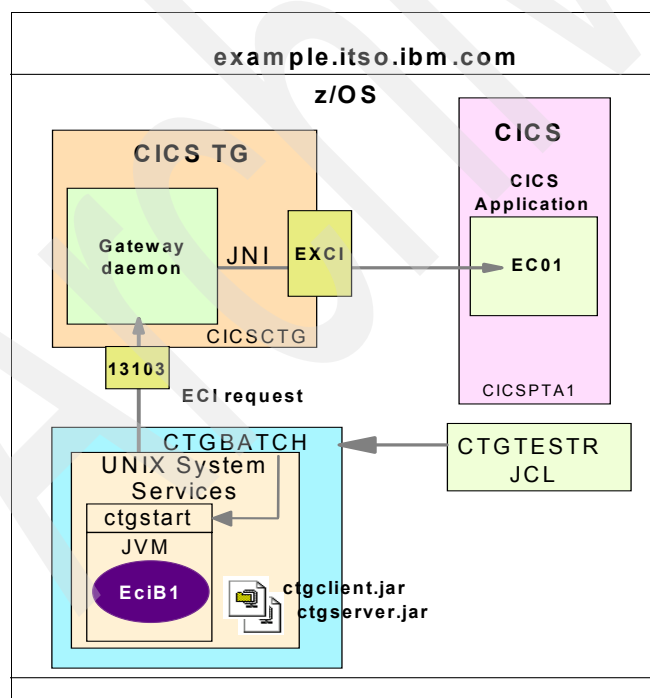 example.itso.ibm.com
z/OS
CICS TG
Gateway
daemon
JNI
EXCI
CICSCTG
13103
ECI request
CICS
CICS
Application
EC01
CICSPTA1
CTGBATCH
UNIX System
Services
ctgstart
JVM
EciB1
ctgclient.jar
ctgserver.jar
CTGTESTR
JCL